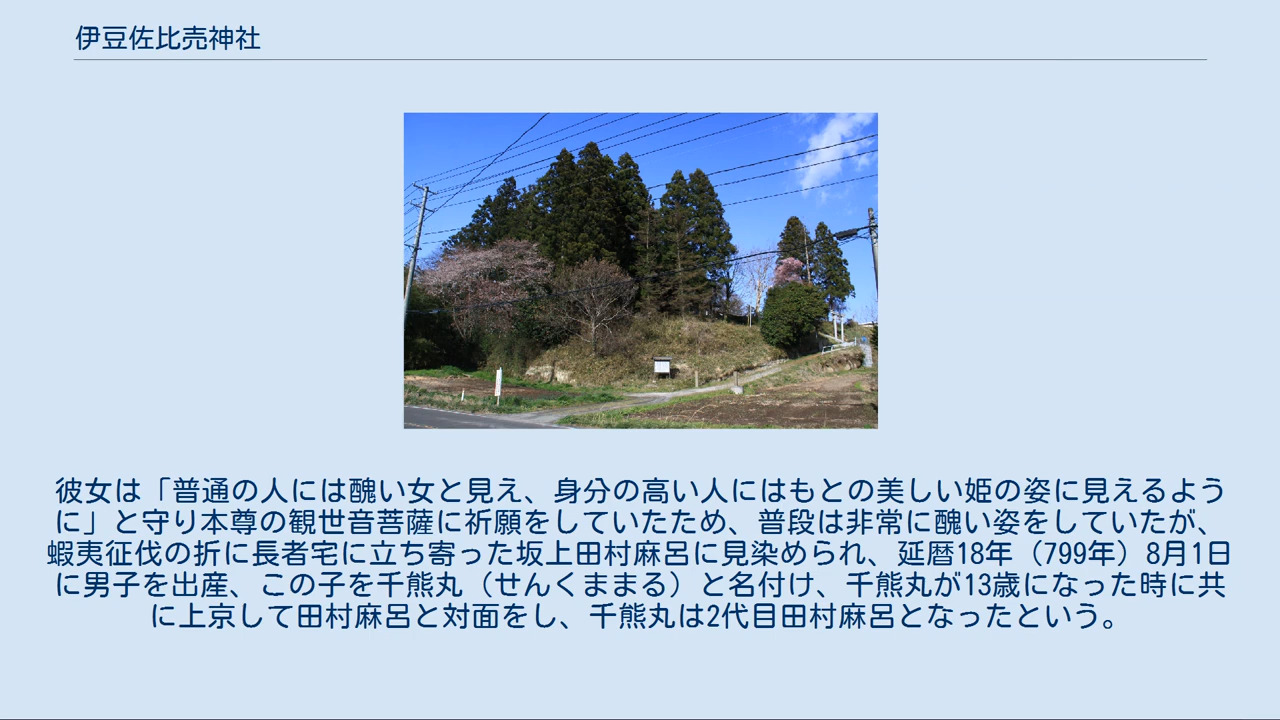 伊豆佐比売神社
彼女は「普通の人には醜い女と見え、身分の高い人にはもとの美しい姫の姿に見えるよう
に」と守り本尊の観世音菩薩に祈願をしていたため、普段は非常に醜い姿をしていたが、
蝦夷征伐の折に長者宅に立ち寄った坂上田村麻呂に見染められ、延暦18年（799年）8月1日
に男子を出産、この子を千熊丸（せんくままる）と名付け、千熊丸が13歳になった時に共
に上京して田村麻呂と対面をし、千熊丸は2代目田村麻呂となったという。